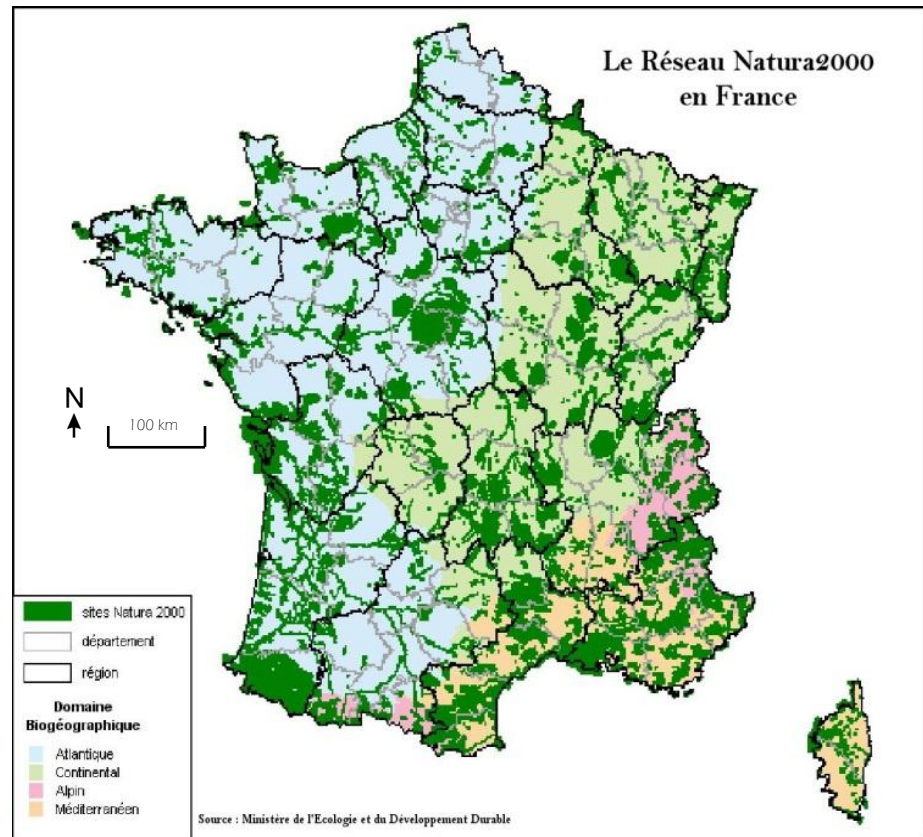 Le Réseau Natura2000
en France
N
100 km
sites Natura 2000
département
région
Domaine
Biogéographique
Atlantique
Continental
Alpin
Méditerranéen
Source : Ministère de l'Ecologie et du Développement Durable